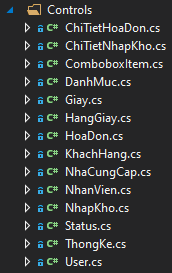 Controls
C# ChiTietHoaDon.cs
C# ChiTietNhapKho.cs
C# ComboboxItem.cs
C# DanhMuc.cs
C# Giay.cs
C# HangGiay.cs
C# HoaDon.cs
C# KhachHang.cs
C# NhaCungCap.cs
C# NhanVien.cs
C# NhapKho.cs
C# Status.cs
C# ThongKe.cs
C# User.cs